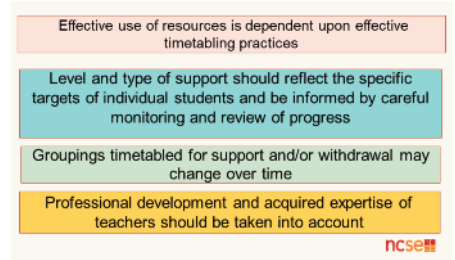 Effective use of resources is dependent upon effective
timetabling practices
Level and type of support should reflect the specific
targets of individual students and be informed by careful
monitoring and review of progress
Groupings timetabled for support and/or withdrawal may
change over time
Professional development and acquired expertise of
teachers should be taken into account
ncse